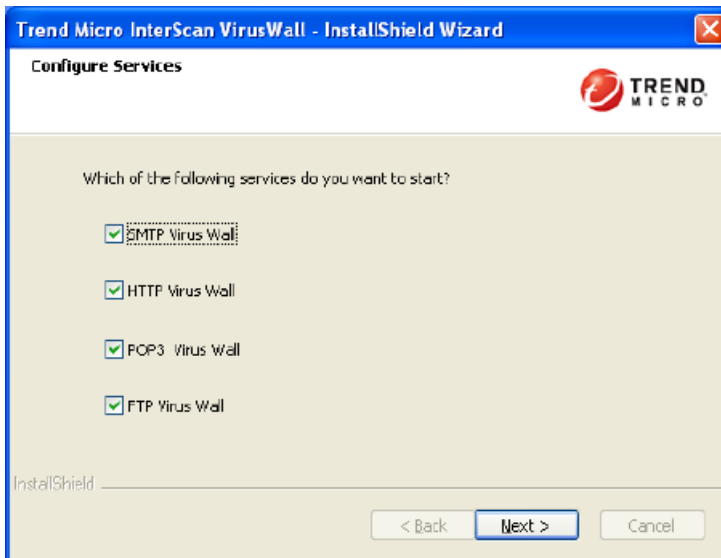 Trend Micro InterScan VirusWall - InstallShield Wizard
Configure Services
TREND
MICRO
Which of the following services do you want to start?
SMTP Virus Wall
HTTP Virus Wall
POP3 Virus Wall
FTP Virus Wall
InstallShield
< Back
Next >
Cancel